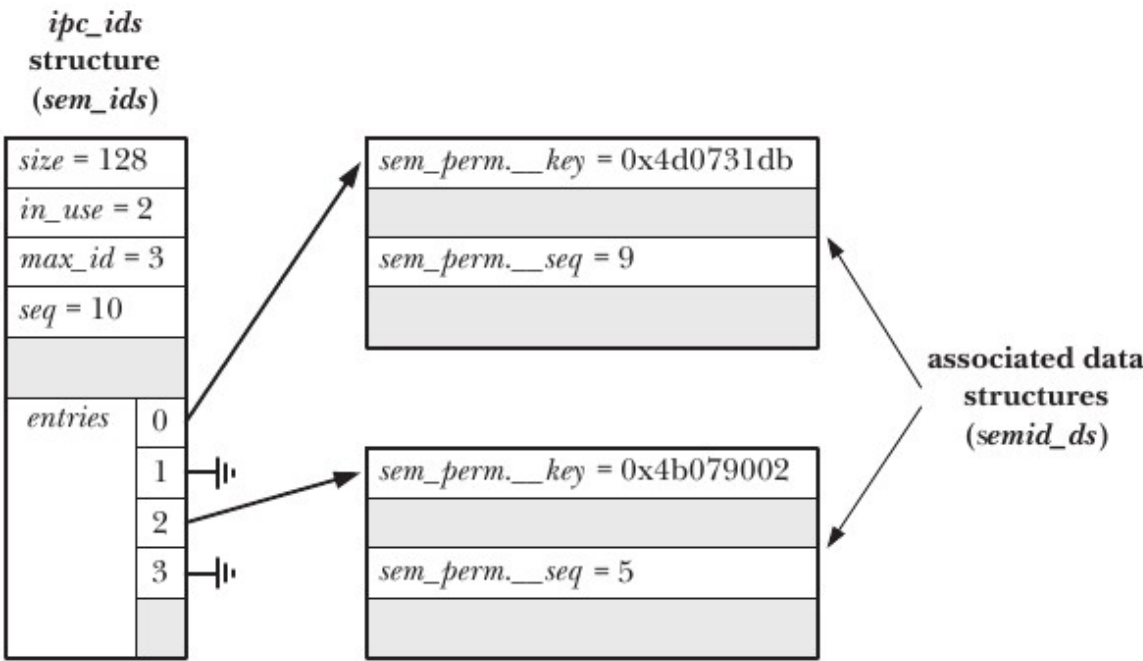 ipc_ids
structure
(sem_ids)
size = 128
in_use = 2
max_id = 3
seq = 10
entries
0
1
2
3
sem_perm.__key = 0x4d0731db
sem_perm.__seq = 9
sem_perm.__key = 0x4b079002
sem_perm.__seq = 5
associated data
structures
(semid_ds)